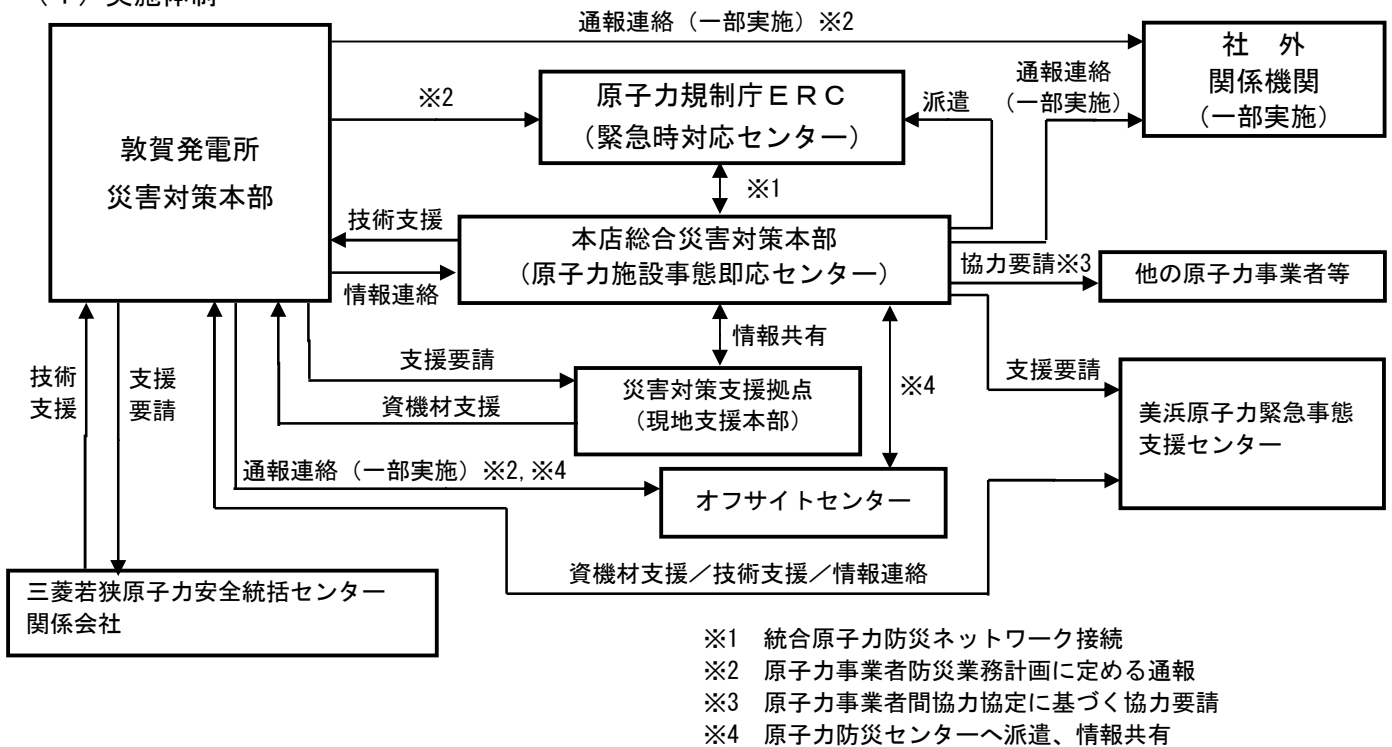 （１）実施体制
通報連絡（一部実施）※2
社　外
関係機関
（一部実施）
※2
原子力規制庁ＥＲＣ
（緊急時対応センター）
派遣
通報連絡
（一部実施）
敦賀発電所
災害対策本部
※1
技術支援
本店総合災害対策本部
（原子力施設事態即応センター）
協力要請※3
他の原子力事業者等
情報連絡
情報共有
技術
支援
支援
要請
支援要請
資機材支援
災害対策支援拠点
（現地支援本部）
※4
支援要請
美浜原子力緊急事態
支援センター
通報連絡（一部実施）※2,※4
オフサイトセンター
資機材支援／技術支援／情報連絡
三菱若狭原子力安全統括センター
関係会社
※1　統合原子力防災ネットワーク接続
※2　原子力事業者防災業務計画に定める通報
※3　原子力事業者間協力協定に基づく協力要請
※4　原子力防災センターへ派遣、情報共有